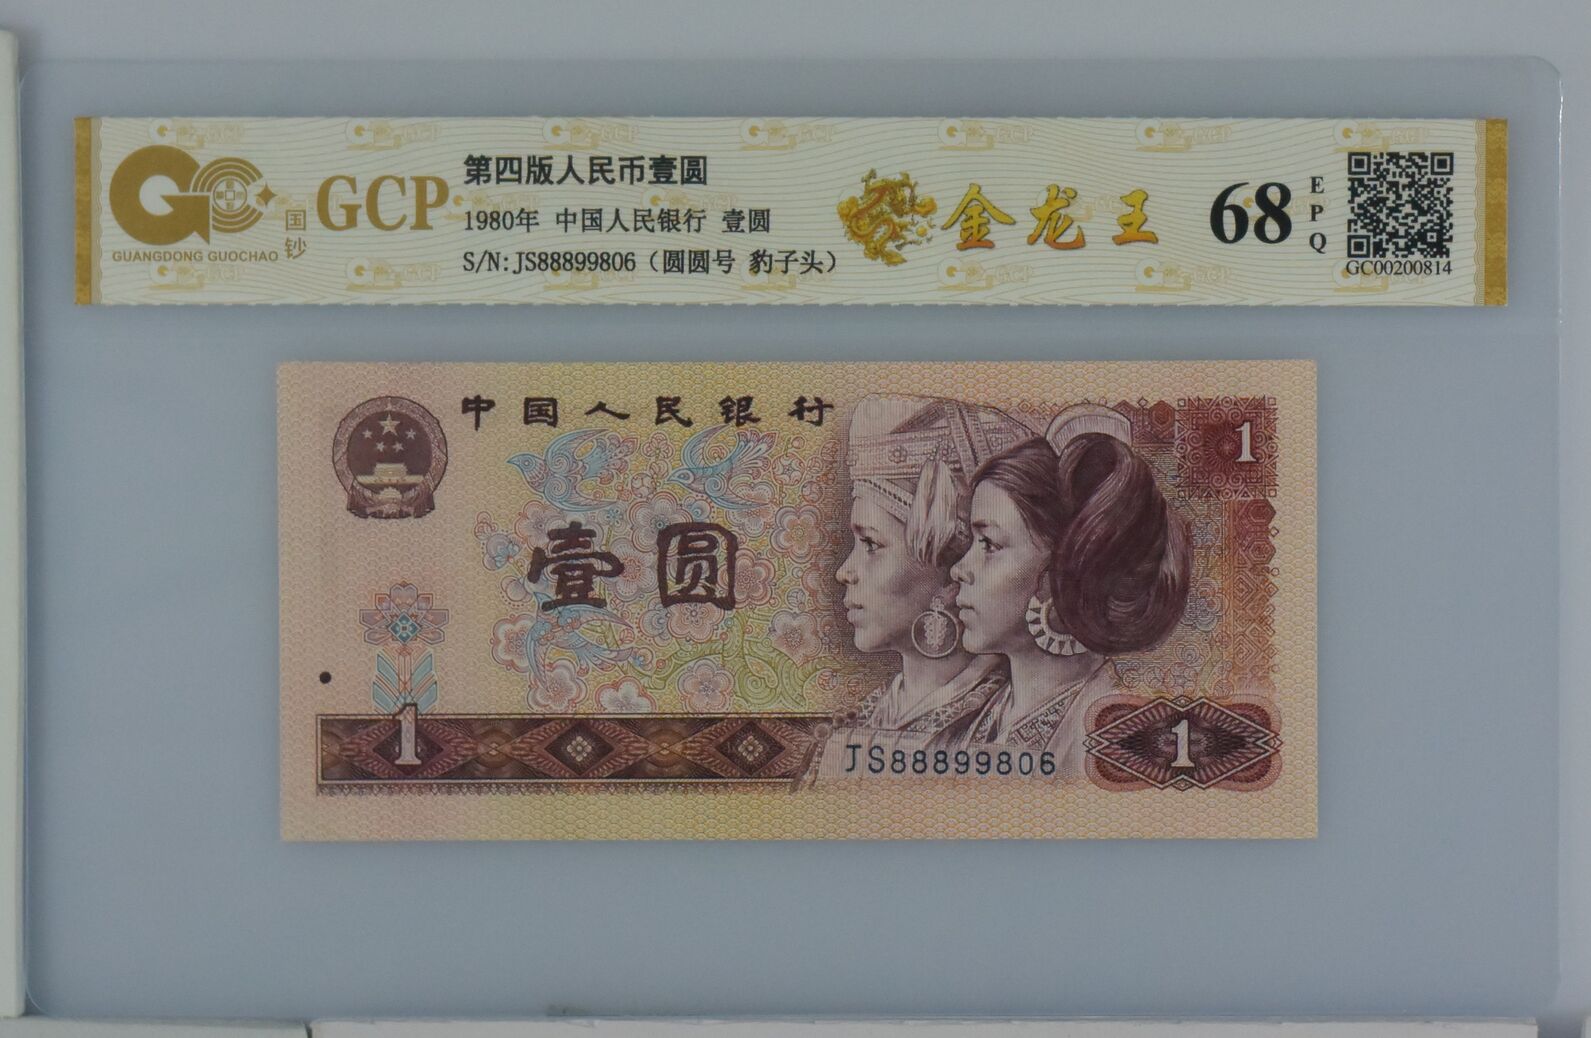 GUANGDONG GUOCHAO
国钞
GCP
第四版人民币壹圆
1980年 中国人民银行 壹圆
S/N:JS88899806（圆圆号 豹子头）
金龙王
68
EPQ
GC00200814
中国人民银行
1
壹圆
1
JS88899806
1